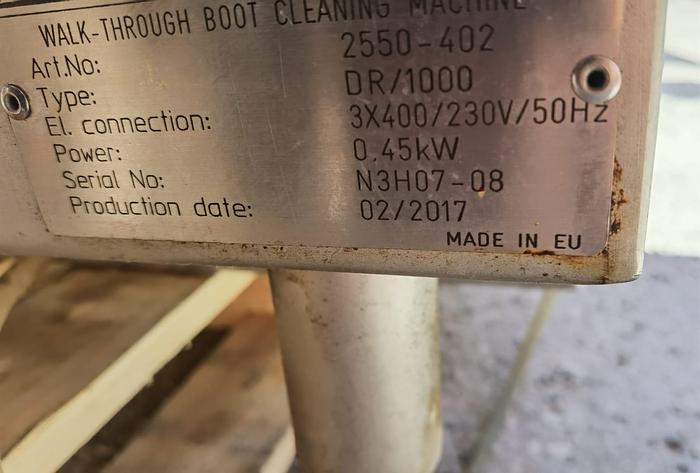 WALK-THROUGH BOOT CLEANING MACHINE
Art.No: 2550-402
Type: DR/1000
El. connection: 3X400/230V/50Hz
Power: 0.45kW
Serial No: N3H07-08
Production date: 02/2017
MADE IN EU